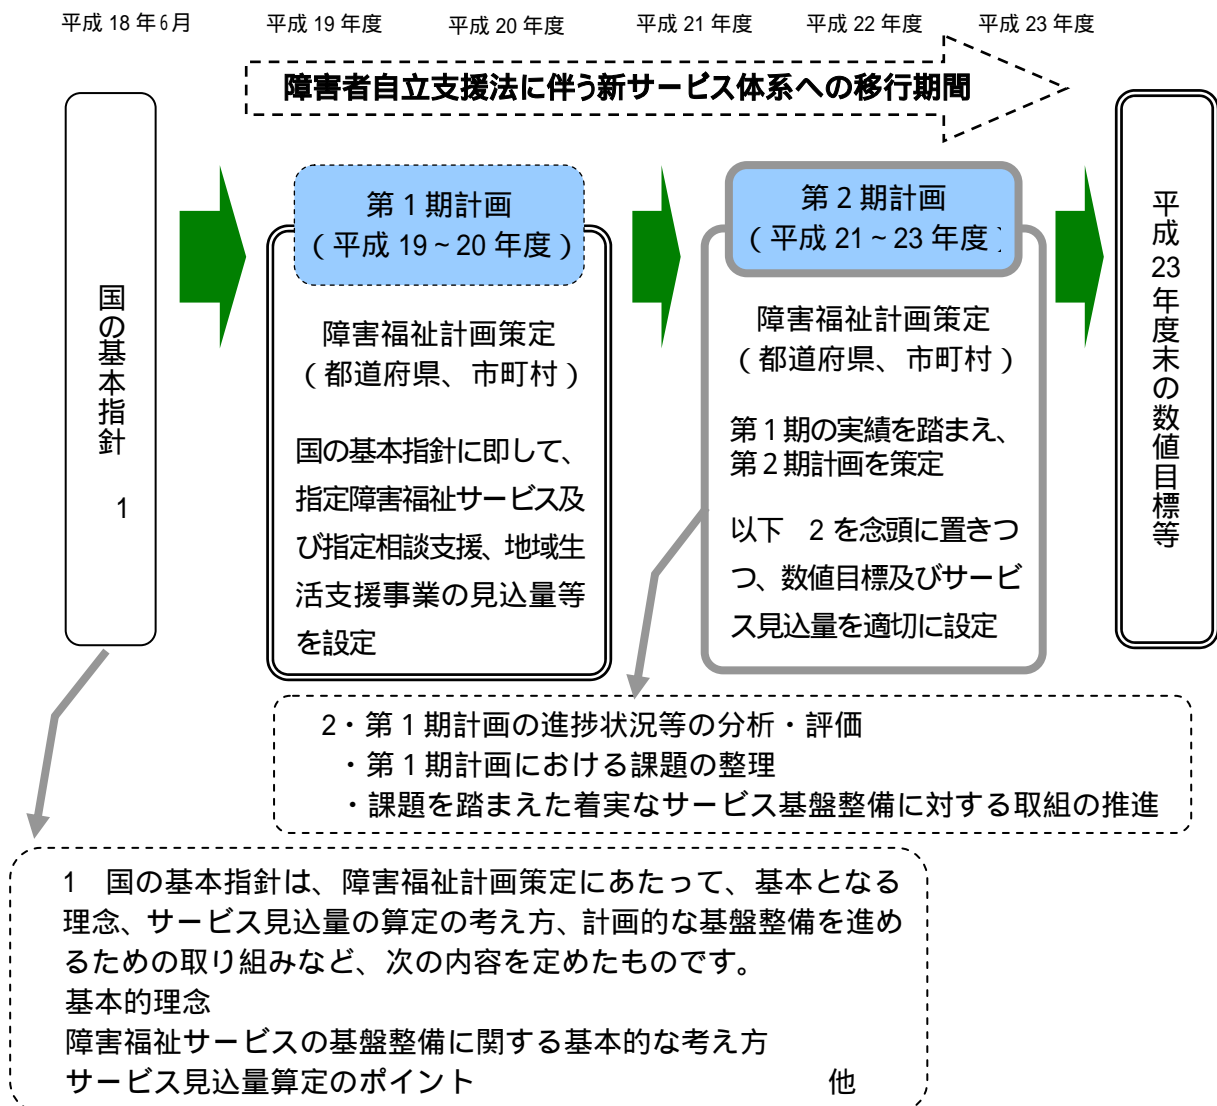 平成 18 年 6 月　平成 19 年度　平成 20 年度　平成 21 年度　平成 22 年度　平成 23 年度
障害者自立支援法に伴う新サービス体系への移行期間
国の基本指針　1
第 1 期計画
（平成 19 ~ 20 年度）
障害福祉計画策定
（都道府県、市町村）
国の基本指針に即して、
指定障害福祉サービス及
び指定相談支援、地域生
活支援事業の見込量等
を設定
第 2 期計画
（平成 21 ~ 23 年度）
障害福祉計画策定
（都道府県、市町村）
第 1 期の実績を踏まえ、
第 2 期計画を策定
以下　2 を念頭に置きつ
つ、数値目標及びサービ
ス見込量を適切に設定
平成23年度末の数値目標等
2・第 1 期計画の進捗状況等の分析・評価
・第 1 期計画における課題の整理
・課題を踏まえた着実なサービス基盤整備に対する取組の推進
1　国の基本指針は、障害福祉計画策定にあたって、基本となる
理念、サービス見込量の算定の考え方、計画的な基盤整備を進め
るための取り組みなど、次の内容を定めたものです。
基本的理念
障害福祉サービスの基盤整備に関する基本的な考え方
サービス見込量算定のポイント　他